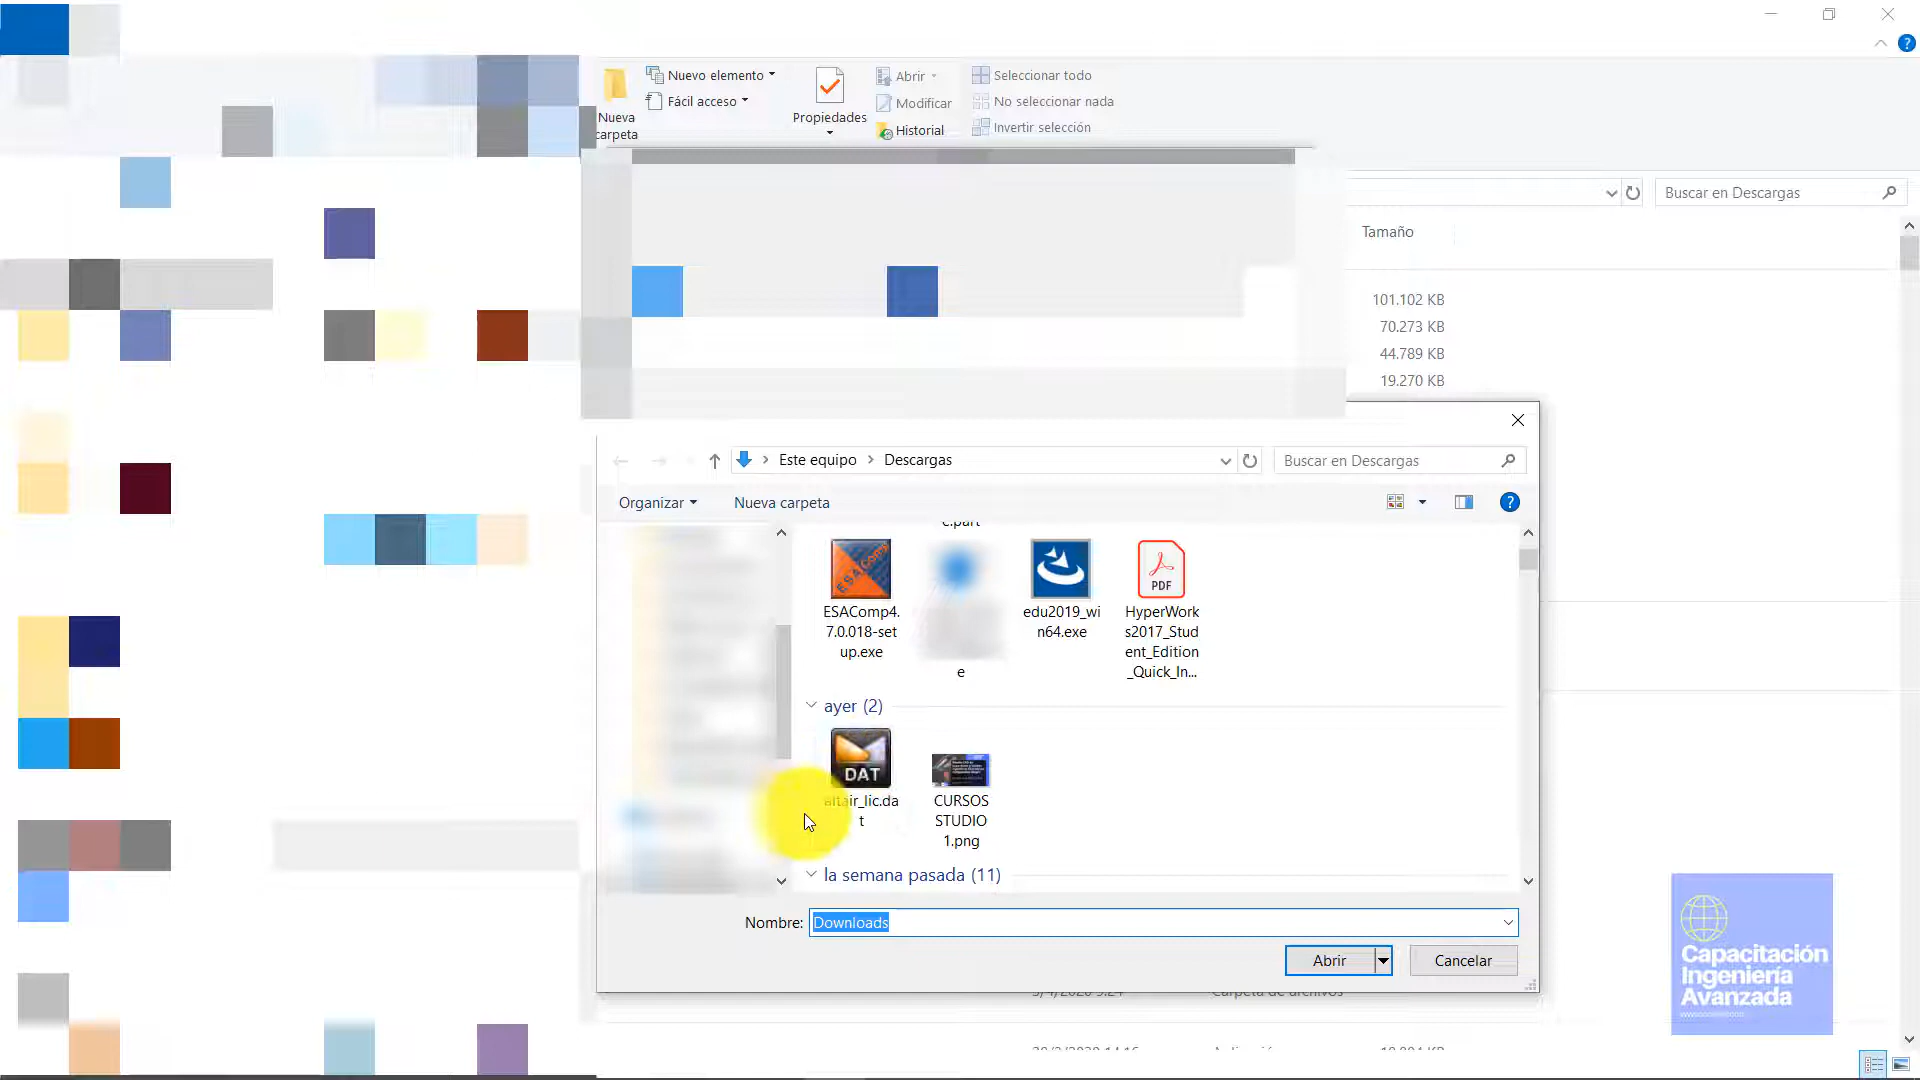 Nuevo elemento
Fácil acceso
Nueva
carpeta
Propiedades
Abrir
Modificar
Historial
Seleccionar todo
No seleccionar nada
Invertir selección
Buscar en Descargas
Tamaño
101.102 KB
70.273 KB
44.789 KB
19.270 KB
Este equipo > Descargas
Buscar en Descargas
Organizar
Nueva carpeta
ESAComp
PDF
ESAComp4.
7.0.018-set
up.exe
e
edu2019_wi
n64.exe
HyperWork
s2017_Stud
ent_Edition
_Quick_In...
ayer (2)
DAT
altair_lic.da
t
CURSOS
STUDIO
1.png
la semana pasada (11)
Nombre: Downloads
Abrir
Cancelar
Capacitación
Ingeniería
Avanzada